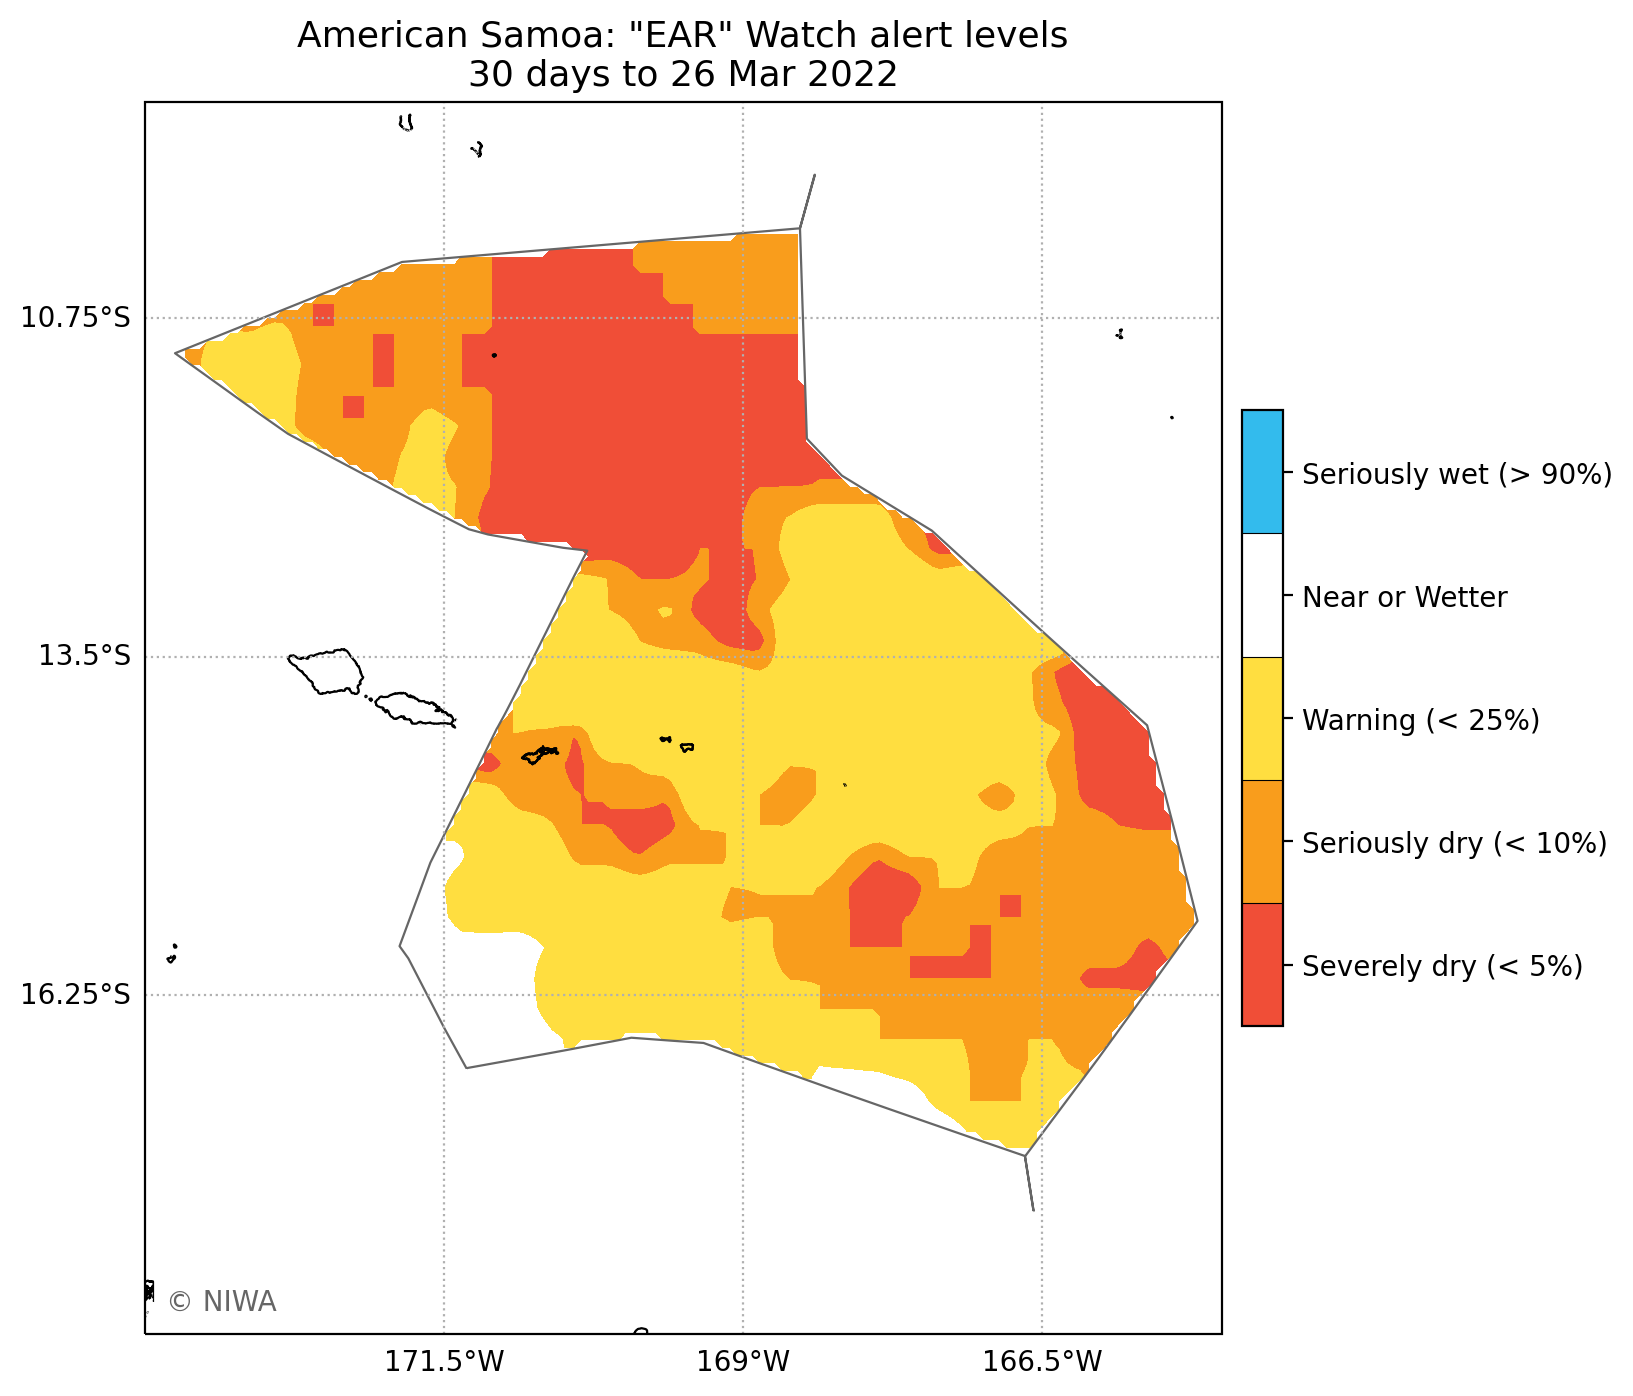 American Samoa: "EAR" Watch alert levels
30 days to 26 Mar 2022
10.75°S
13.5°S
16.25°S
171.5°W
169°W
166.5°W
Seriously wet (> 90%)
Near or Wetter
Warning (< 25%)
Seriously dry (< 10%)
Severely dry (< 5%)
© NIWA